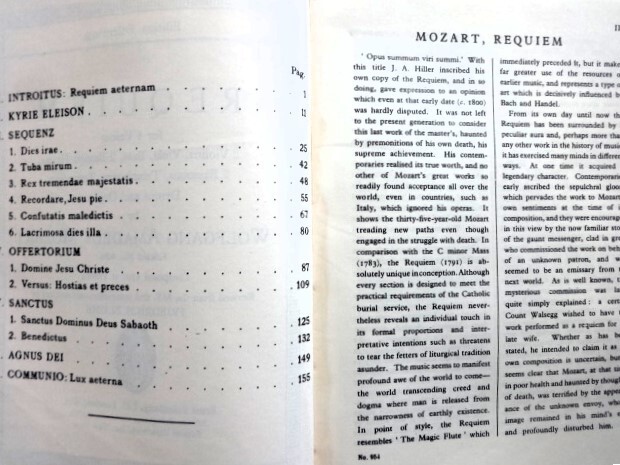 Pag.
INTROITUS: Requiem aeternam . . . . . . . . 1
KYRIE ELEISON . . . . . . . . . . 11
SEQUENZ
1. Dies irae . . . . . . . . . . . 25
2. Tuba mirum . . . . . . . . . . 42
3. Rex tremendae majestatis . . . . . . . . 48
4. Recordare, Jesu pie . . . . . . . . . 55
5. Confutatis maledictis . . . . . . . . . 67
6. Lacrimosa dies illa . . . . . . . . . 80
OFFERTORIUM
1. Domine Jesu Christe . . . . . . . . . 87
2. Versus: Hostias et preces . . . . . . . . 109
SANCTUS
1. Sanctus Dominus Deus Sabaoth . . . . . . . 125
2. Benedictus . . . . . . . . . . 132
AGNUS DEI . . . . . . . . . . . 149
COMMUNIO: Lux aeterna . . . . . . . . . 155
MOZART, REQUIEM
' Opus summum viri summi.' With
this title J. A. Hiller inscribed his
own copy of the Requiem, and in so
doing, gave expression to an opinion
which even at that early date (c. 1800)
was hardly disputed. It was not left
to the present generation to consider
this last work of the master's, haunted
by premonitions of his own death, his
supreme achievement. His contem-
poraries realised its true worth, and no
other of Mozart's great works so
readily found acceptance all over the
world, even in countries, such as
Italy, which ignored his operas. It
shows the thirty-five-year-old Mozart
treading new paths even though
engaged in the struggle with death. In
comparison with the C minor Mass
(1783), the Requiem (1791) is ab-
solutely unique in conception. Although
every section is designed to meet the
practical requirements of the Catholic
burial service, the Requiem never-
theless reveals an individual touch in
its formal proportions and inter-
pretative intentions such as threatens
to tear the fetters of liturgical tradition
asunder. The music seems to manifest
profound awe of the world to come—
the world transcending creed and
dogma where man is released from
the narrowness of earthly existence.
In point of style, the Requiem
resembles ' The Magic Flute ' which
No. 954
immediately preceded it, but it make
far greater use of the resources o
earlier music, and represents a type o
art which is decisively influenced b
Bach and Handel.
From its own day until now th
Requiem has been surrounded by
peculiar aura and, perhaps more tha
any other work in the history of musi
it has exercised many minds in differen
ways. At one time it acquired
legendary character. Contemporari
early ascribed the sepulchral gloo
which pervades the work to Mozart
own sentiments at the time of i
composition, and they were encourag
in this view by the now familiar sto
of the gaunt messenger, clad in gre
who commissioned the work on beha
of an unknown patron, and w
seemed to be an emissary from t
next world. As is well known, t
mysterious commission was la
quite simply explained : a certa
Count Walsegg wished to have t
work performed as a requiem for
late wife. Whether as has be
stated, he intended to claim it as
own composition is uncertain, but
seems clear that Mozart, at that ti
in poor health and haunted by thoug
of death, was terrified by the appe
ance of the unknown envoy, who
image remained in his mind's
and profoundly disturbed him.